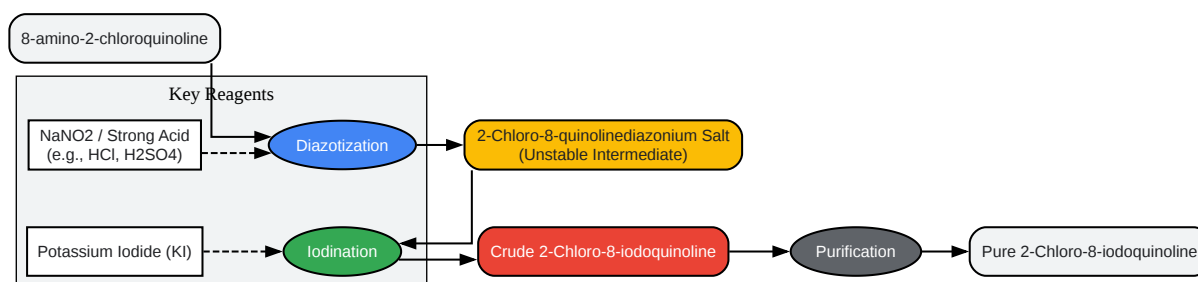 8-amino-2-chloroquinoline
Key Reagents
NaNO2 / Strong Acid
(e.g., HCl, H2SO4)
Diazotization
2-Chloro-8-quinolinediazonium Salt
(Unstable Intermediate)
Potassium Iodide (KI)
Iodination
Crude 2-Chloro-8-iodoquinoline
Purification
Pure 2-Chloro-8-iodoquinoline